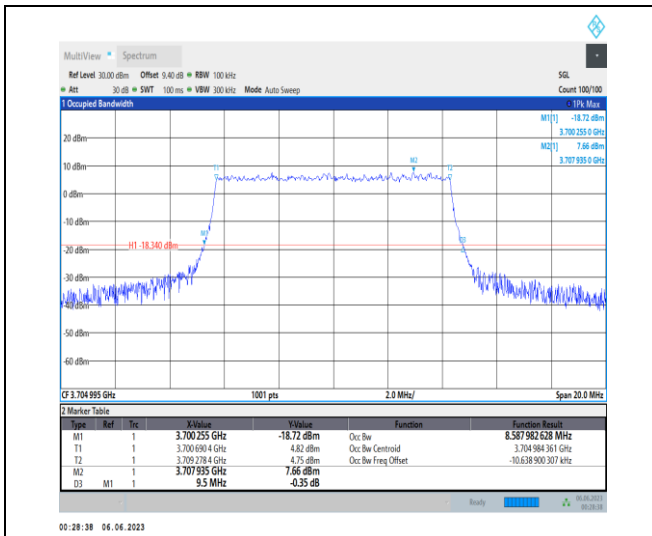 MultiView Spectrum
Ref Level 30.00 dBm Offset 9.40 dB RBW 100 kHz SGL
Att 30 dB SWT 100 ms VBW 300 kHz Mode Auto Sweep Count 100/100
1 Occupied Bandwidth 1Pk Max
M1[1] -18.72 dBm
3.700 255 0 GHz
20 dBm
M2[1] 7.66 dBm
3.707 935 0 GHz
M2
10 dBm
T1 T2
0 dBm
-10 dBm
M1
H1 -18.340 dBm
-20 dBm
D3
-30 dBm
-50 dBm
-60 dBm
CF 3.704 995 GHz 1001 pts 2.0 MHz/ Span 20.0 MHz
2 Marker Table
Type Ref Trc X-Value Y-Value Function Function Result
M1 1 3.700 255 GHz -18.72 dBm Occ Bw 8.587 982 628 MHz
T1 1 3.700 690 4 GHz 4.82 dBm Occ Bw Centroid 3.704 984 361 GHz
T2 1 3.709 278 4 GHz 4.75 dBm Occ Bw Freq Offset -10.638 900 307 kHz
M2 1 3.707 935 GHz 7.66 dBm
D3 M1 1 9.5 MHz -0.35 dB
Ready 06.06.2023
00:28:38
00:28:38 06.06.2023